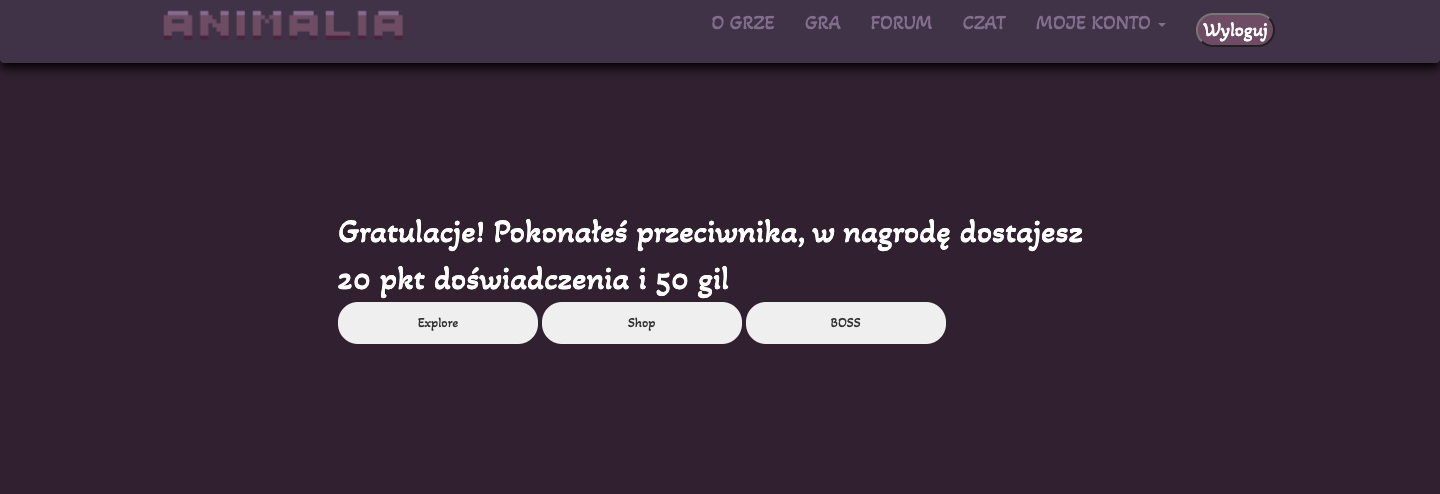 ANIMALIA O GRZE GRA FORUM CZAT MOJE KONTO Wyloguj
Gratulacje! Pokonałeś przeciwnika, w nagrodę dostajesz
20 pkt doświadczenia i 50 gil
Explore Shop BOSS